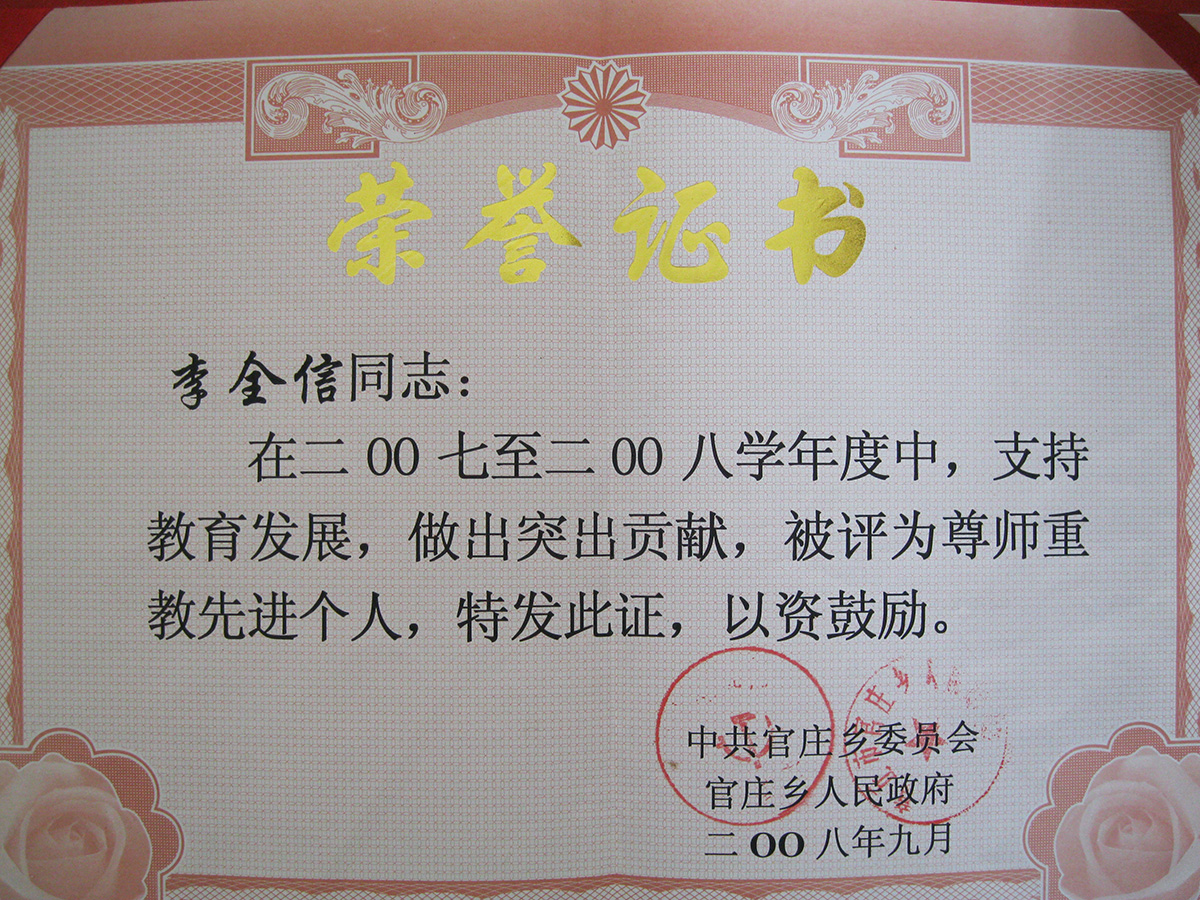 荣誉证书
李全信同志：
在二00七至二00八学年度中，支持
教育发展，做出突出贡献，被评为尊师重
教先进个人，特发此证，以资鼓励。
中共官庄乡委员会
官庄乡人民政府
二OO八年九月